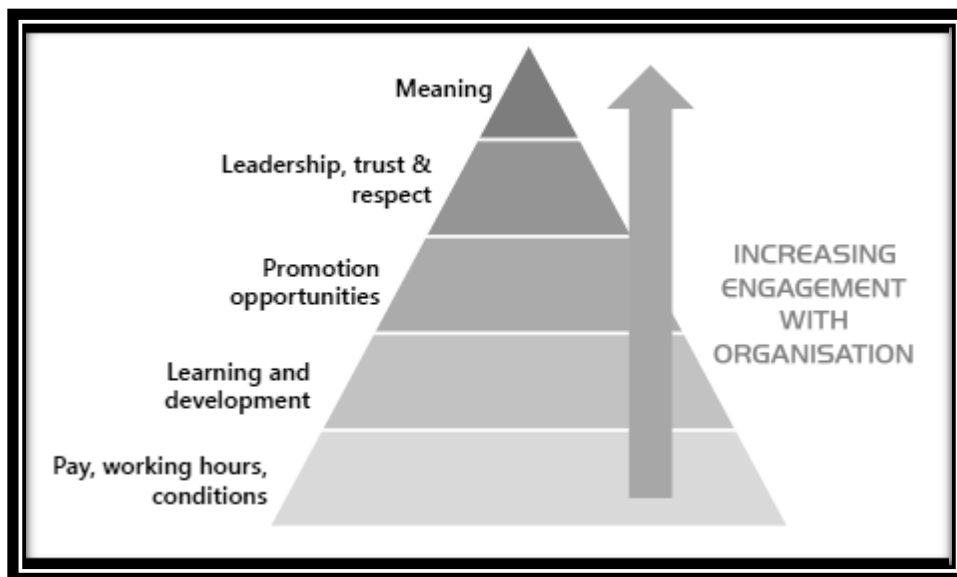 Meaning
Leadership, trust &
respect
Promotion
opportunities
Learning and
development
Pay, working hours,
conditions
INCREASING
ENGAGEMENT
WITH
ORGANISATION